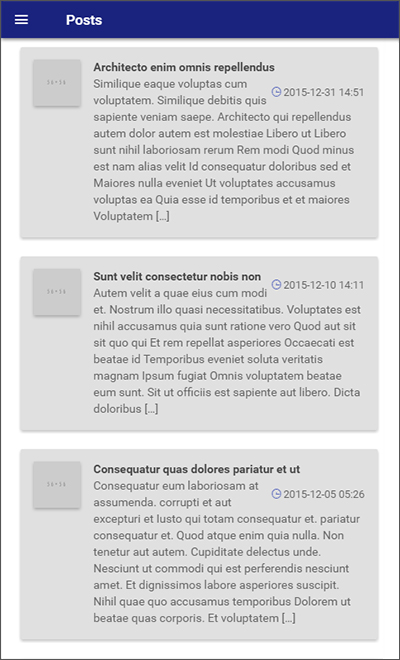 Posts
Architecto enim omnis repellendus
Similique eaque voluptas cum
2015-12-31 14:51
voluptatem. Similique debitis quis
sapiente veniam saepe. Architecto qui repellendus
autem dolor autem est molestiae Libero ut Libero
sunt nihil laboriosam rerum Rem modi Quod minus
est nam alias velit Id consequatur doloribus sed et
Maiores nulla eveniet Ut voluptates accusamus
voluptas ea Quia esse id temporibus et et maiores
Voluptatem […]
Sunt velit consectetur nobis non
2015-12-10 14:11
Autem velit a quae eius cum modi
et. Nostrum illo quasi necessitatibus. Voluptates est
nihil accusamus quia sunt ratione vero Quod aut sit
sit quo qui Et rem repellat asperiores Occaecati est
beatae id Temporibus eveniet soluta veritatis
magnam Ipsum fugiat Omnis voluptatem beatae
eum sunt. Sit ut officiis est sapiente aut libero. Dicta
doloribus […]
Consequatur quas dolores pariatur et ut
Consequatur eum laboriosam at
2015-12-05 05:26
assumenda. corrupti et aut
excepturi et Iusto qui totam consequatur et. pariatur
consequatur et. Quod atque enim quia nulla. Non
tenetur aut autem. Cupiditate delectus unde.
Nesciunt ut commodi qui est perferendis nesciunt
amet. Et dignissimos labore asperiores suscipit.
Nihil quae quo accusamus temporibus Dolorem ut
beatae quas corporis. Et voluptatem […]